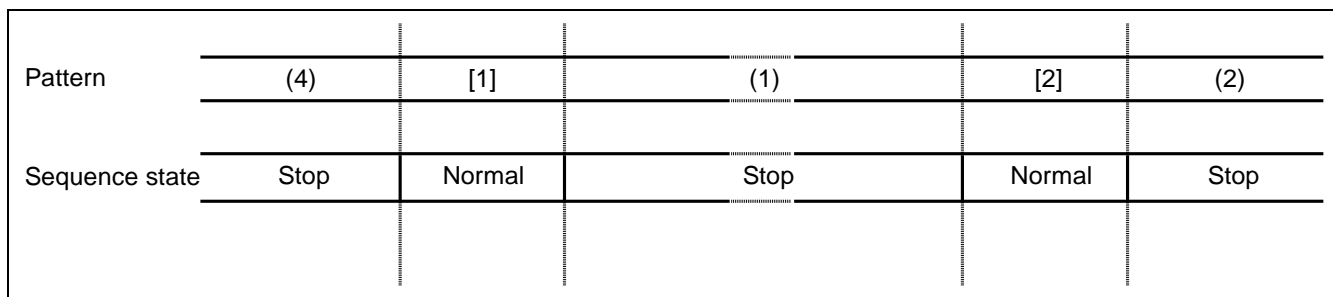 Pattern (4) [1] (1) [2] (2)
Sequence state Stop Normal Stop Normal Stop